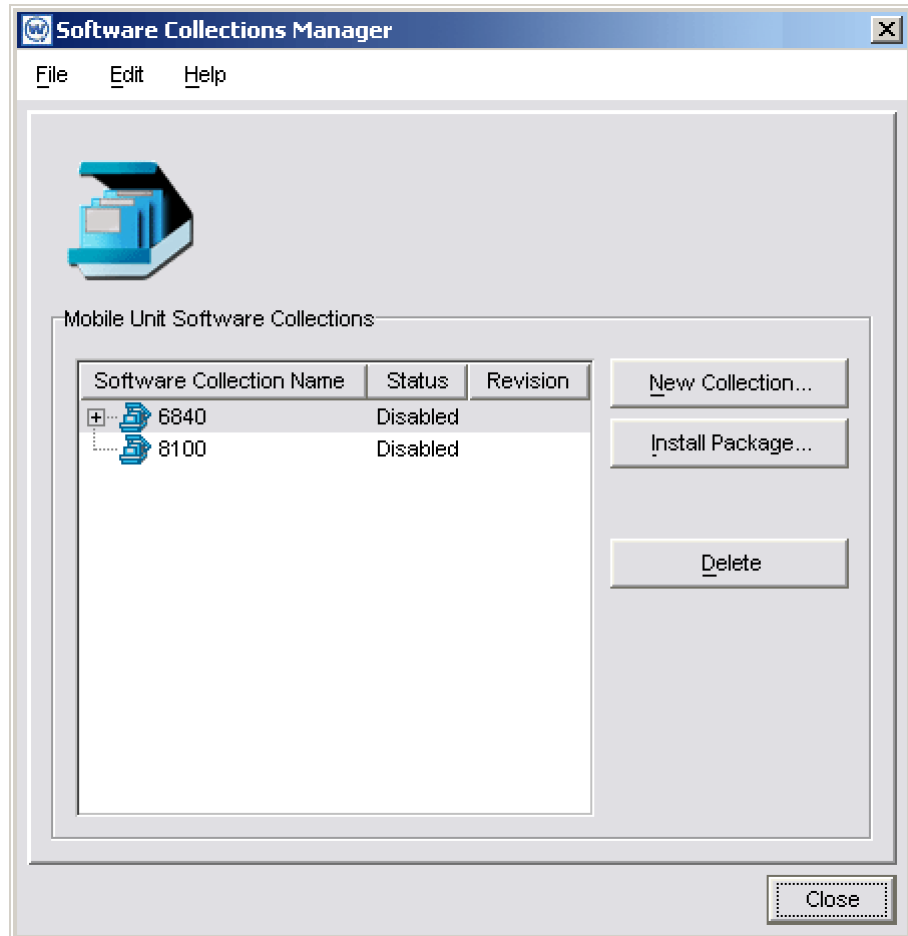 Software Collections Manager
File Edit Help
Mobile Unit Software Collections
Software Collection Name Status Revision
6840 Disabled
8100 Disabled
New Collection...
Install Package...
Delete
Close